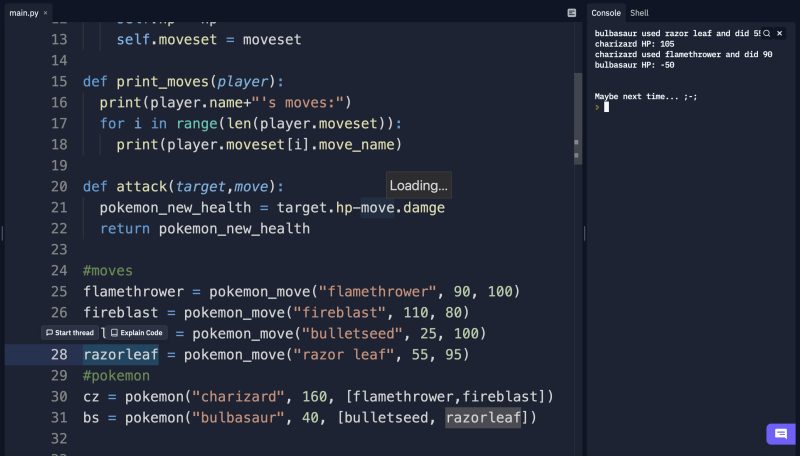 main.py ×
Console Shell
12 self.hp = hp
13 self.moveset = moveset
14
15 def print_moves(player):
16 print(player.name+"'s moves:")
17 for i in range(len(player.moveset)):
18 print(player.moveset[i].move_name)
19
20 def attack(target,move):
Loading...
21 pokemon_new_health = target.hp-move.damge
22 return pokemon_new_health
23
24 #moves
25 flamethrower = pokemon_move("flamethrower", 90, 100)
26 fireblast = pokemon_move("fireblast", 110, 80)
Start thread Explain Code
= pokemon_move("bulletseed", 25, 100)
28 razorleaf = pokemon_move("razor leaf", 55, 95)
29 #pokemon
30 cz = pokemon("charizard", 160, [flamethrower,fireblast])
31 bs = pokemon("bulbasaur", 40, [bulletseed, razorleaf])
32
33
bulbasaur used razor leaf and did 55
charizard HP: 105
charizard used flamethrower and did 90
bulbasaur HP: -50
Maybe next time... ;-;
>